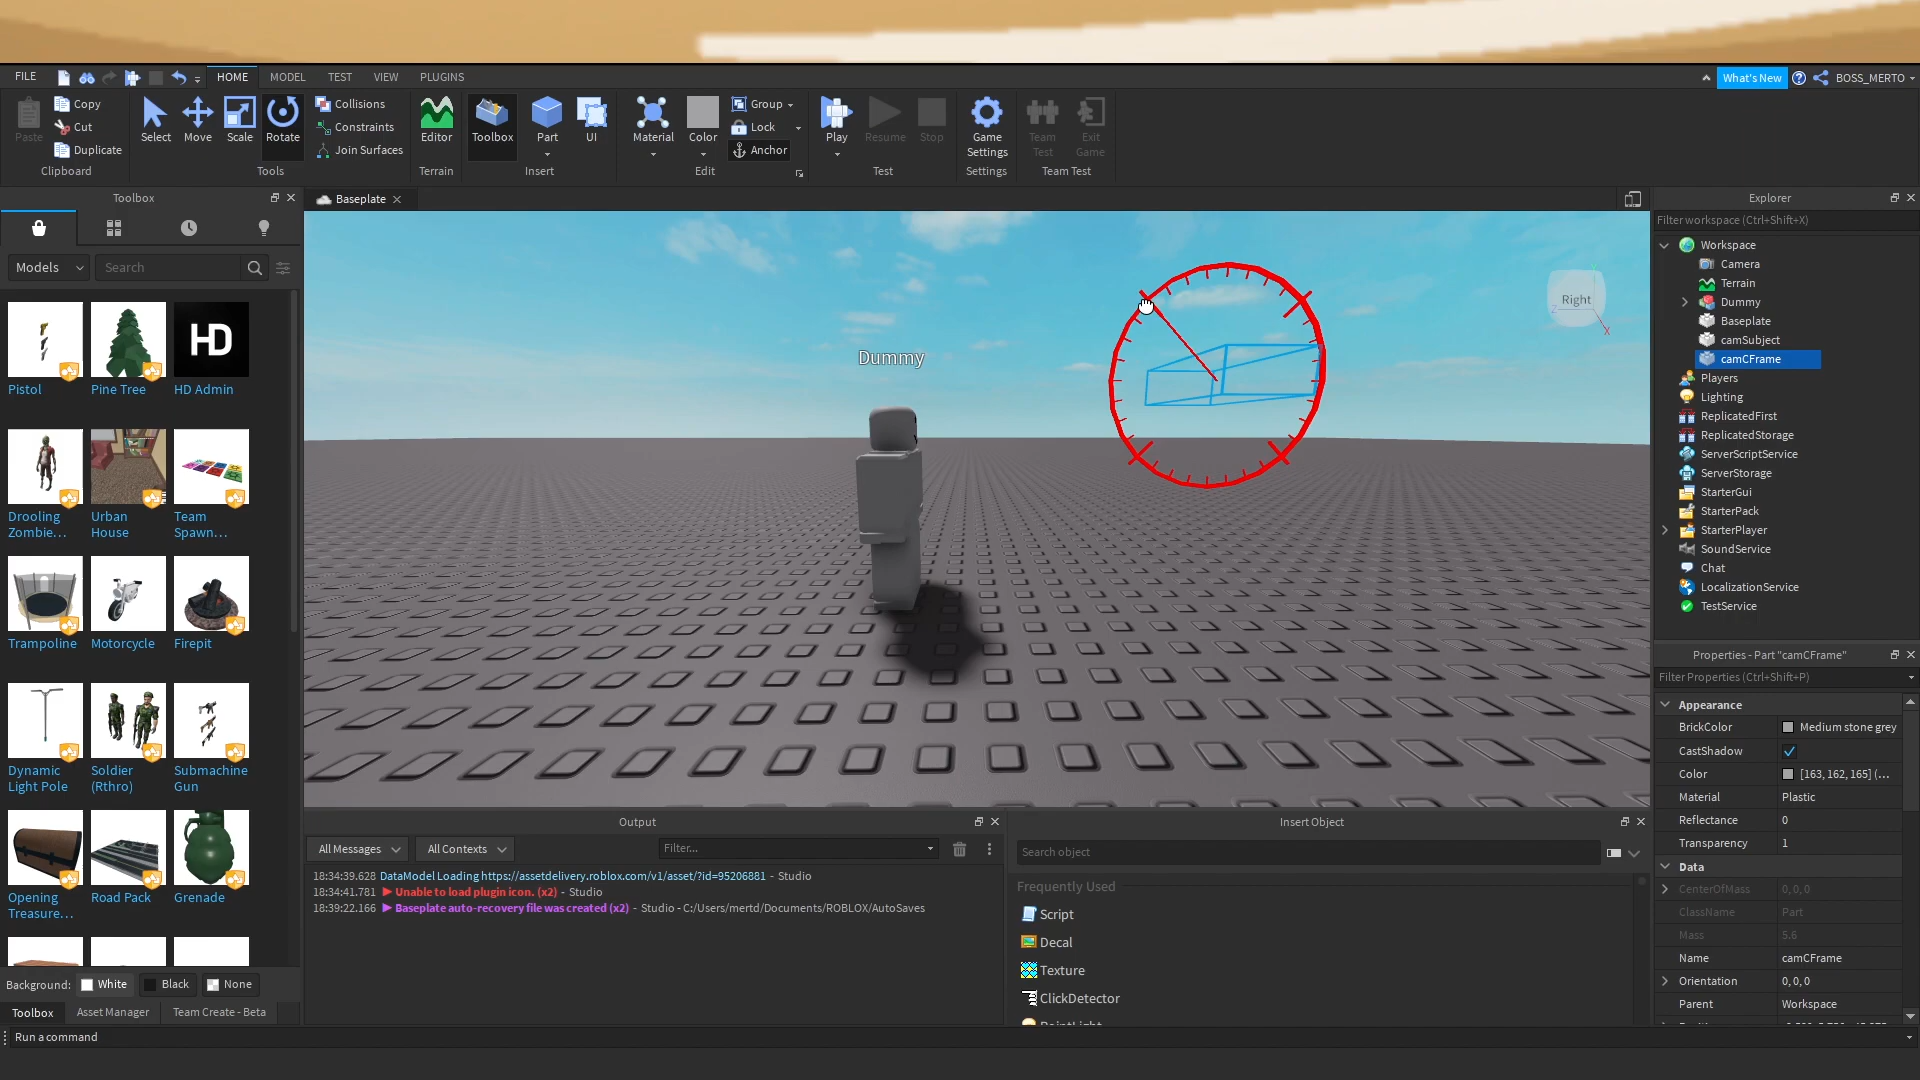 FILE
HOME
MODEL
TEST
VIEW
PLUGINS
What's New
BOSS_MERTO
Paste
Copy
Cut
Duplicate
Clipboard
Select
Move
Scale
Rotate
Collisions
Constraints
Join Surfaces
Tools
Editor
Terrain
Toolbox
Part
UI
Insert
Material
Color
Group
Lock
Anchor
Edit
Play
Resume
Stop
Test
Game
Settings
Settings
Team
Test
Exit
Game
Team Test
Toolbox
Models
Search
Pistol
Pine Tree
HD
HD Admin
Drooling
Zombie...
Urban
House
Team
Spawn...
Trampoline
Motorcycle
Firepit
Dynamic
Light Pole
Soldier
(Rthro)
Submachine
Gun
Opening
Treasure...
Road Pack
Grenade
Background:
White
Black
None
Toolbox
Asset Manager
Team Create - Beta
Run a command
Baseplate
Dummy
Right
Z
X
Output
All Messages
All Contexts
Filter...
18:34:39.628 DataModel Loading https://assetdelivery.roblox.com/v1/asset/?id=95206881 - Studio
18:34:41.781 Unable to load plugin icon. (x2) - Studio
18:39:22.166 Baseplate auto-recovery file was created (x2) - Studio - C:/Users/mertd/Documents/ROBLOX/AutoSaves
Insert Object
Search object
Frequently Used
Script
Decal
Texture
ClickDetector
PointLight
Explorer
Filter workspace (Ctrl+Shift+X)
Workspace
Camera
Terrain
Dummy
Baseplate
camSubject
camCFrame
Players
Lighting
ReplicatedFirst
ReplicatedStorage
ServerScriptService
ServerStorage
StarterGui
StarterPack
StarterPlayer
SoundService
Chat
LocalizationService
TestService
Properties - Part "camCFrame"
Filter Properties (Ctrl+Shift+P)
Appearance
BrickColor Medium stone grey
CastShadow
Color [163, 162, 165] (...
Material Plastic
Reflectance 0
Transparency 1
Data
CenterOfMass 0, 0, 0
ClassName Part
Mass 5.6
Name camCFrame
Orientation 0, 0, 0
Parent Workspace